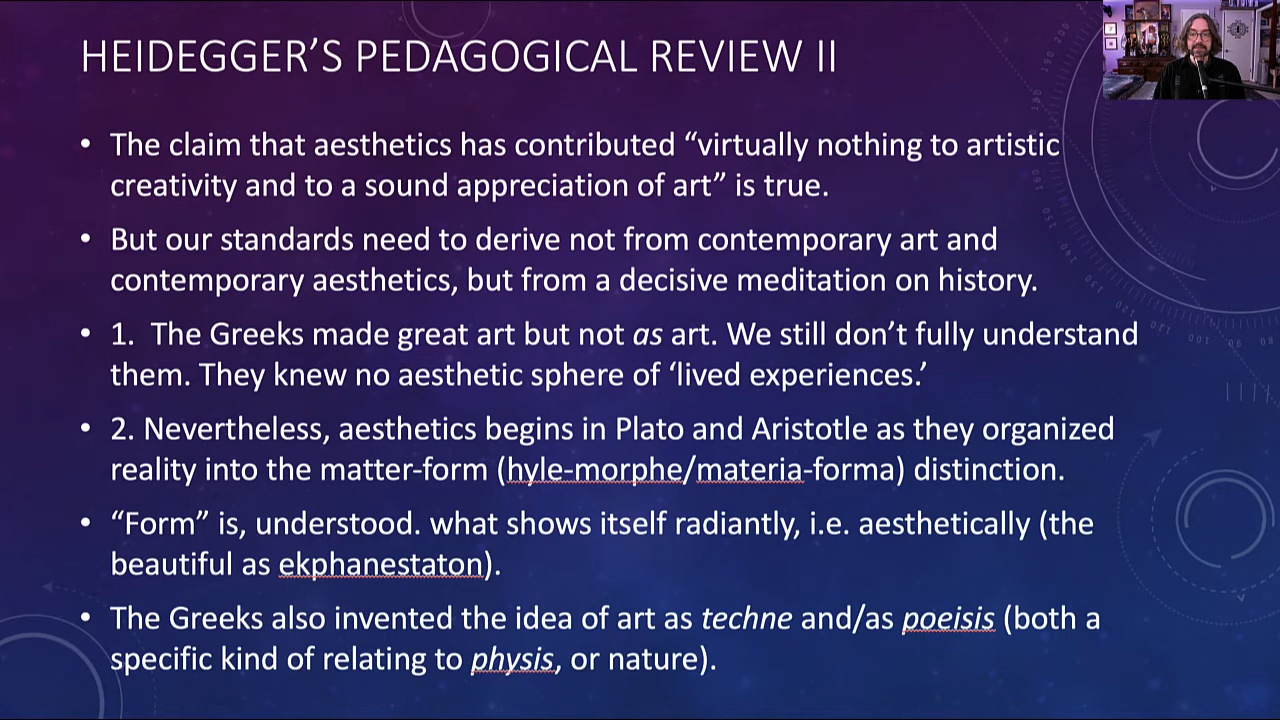 HEIDEGGER’S PEDAGOGICAL REVIEW II
• The claim that aesthetics has contributed “virtually nothing to artistic
creativity and to a sound appreciation of art” is true.
• But our standards need to derive not from contemporary art and
contemporary aesthetics, but from a decisive meditation on history.
• 1.  The Greeks made great art but not as art. We still don’t fully understand
them. They knew no aesthetic sphere of ‘lived experiences.’
• 2. Nevertheless, aesthetics begins in Plato and Aristotle as they organized
reality into the matter-form (hyle-morphe/materia-forma) distinction.
• “Form” is, understood. what shows itself radiantly, i.e. aesthetically (the
beautiful as ekphanestaton).
• The Greeks also invented the idea of art as techne and/as poeisis (both a
specific kind of relating to physis, or nature).